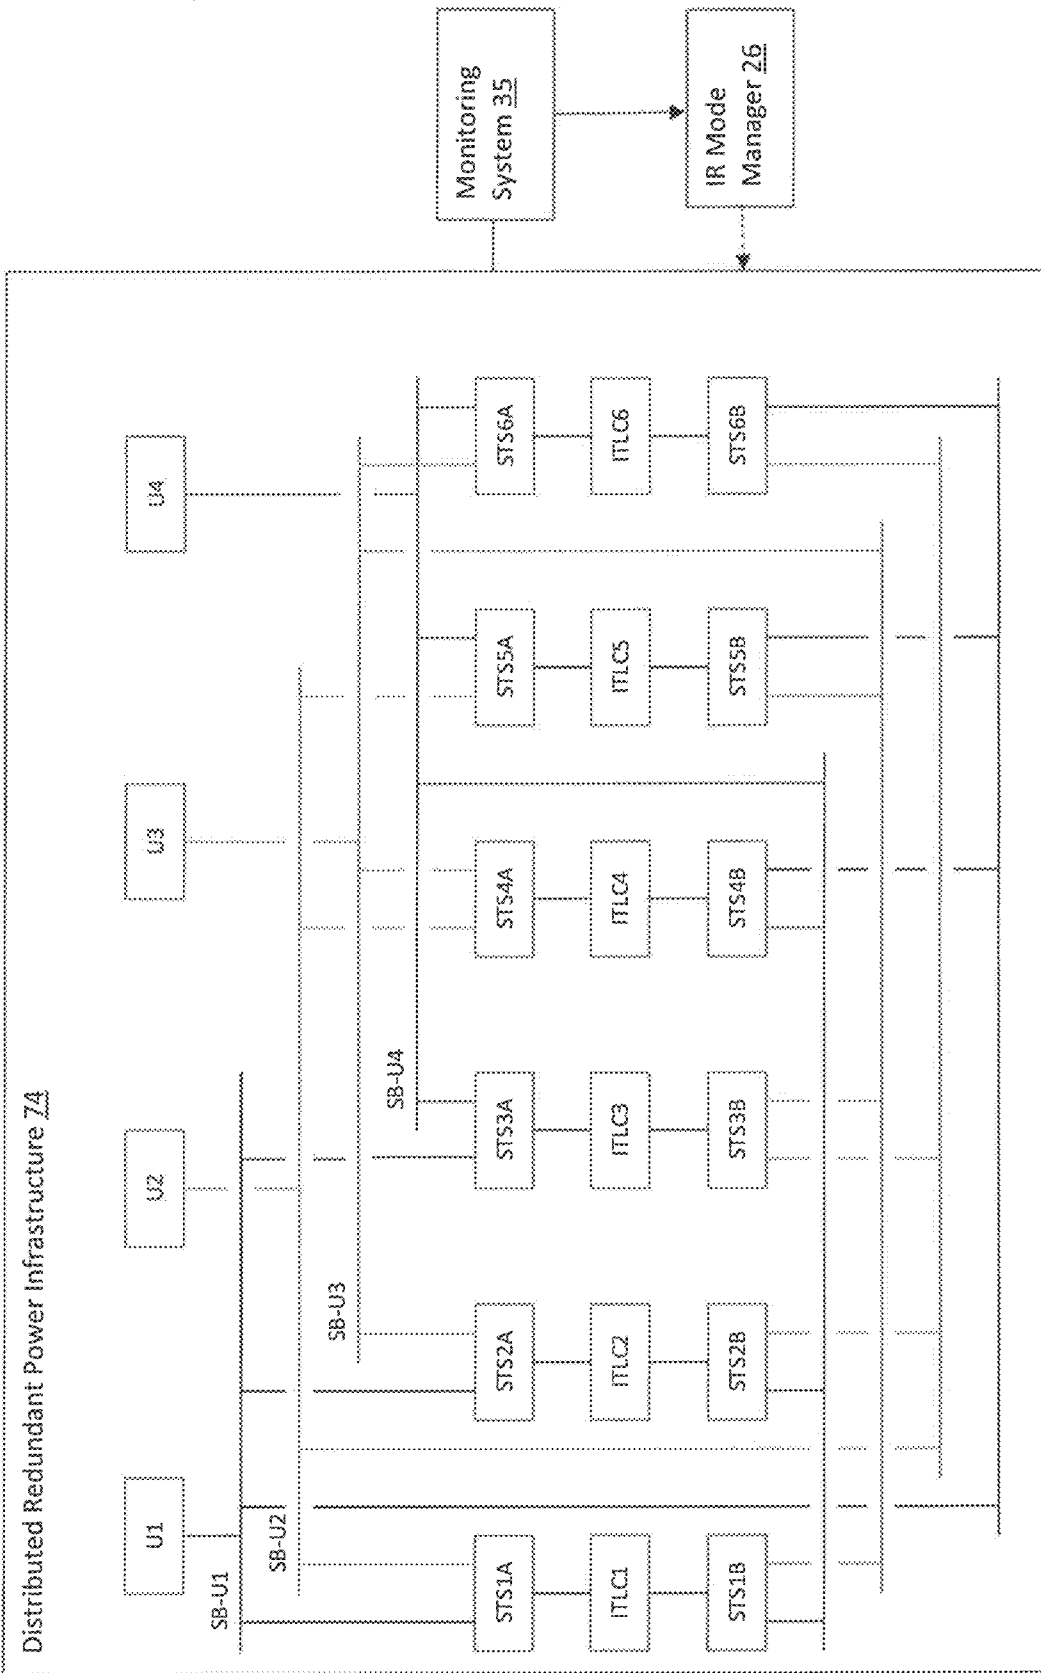 Distributed Redundant Power Infrastructure 74
U1
U2
U3
U4
SB-U1
SB-U2
SB-U3
SB-U4
STS1A
STS2A
STS3A
STS4A
STS5A
STS6A
ITLC1
ITLC2
ITLC3
ITLC4
ITLC5
ITLC6
STS1B
STS2B
STS3B
STS4B
STS5B
STS6B
Monitoring
System 35
IR Mode
Manager 26